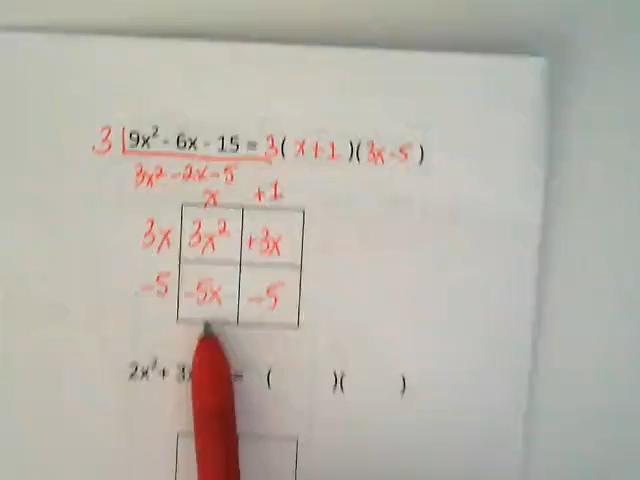 3 9x² - 6x - 15 = 3( x+1 )(3x-5)
3x² -2x-5
x +1
3x 3x² +3x
-5 -5x -5
2x² + = ( )( )